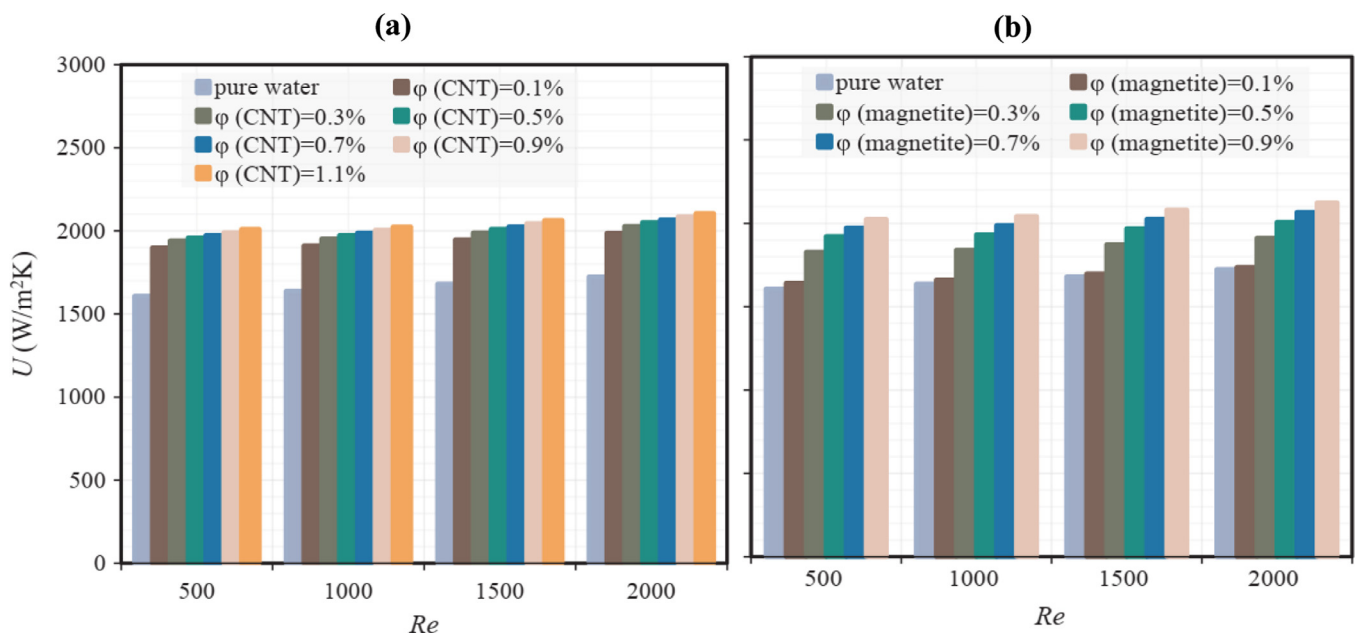 (a)
(b)
3000
2500
2000
1500
1000
500
0
U (W/m²K)
pure water
φ (CNT)=0.1%
φ (CNT)=0.3%
φ (CNT)=0.5%
φ (CNT)=0.7%
φ (CNT)=0.9%
φ (CNT)=1.1%
500
1000
1500
2000
Re
pure water
φ (magnetite)=0.1%
φ (magnetite)=0.3%
φ (magnetite)=0.5%
φ (magnetite)=0.7%
φ (magnetite)=0.9%
500
1000
1500
2000
Re